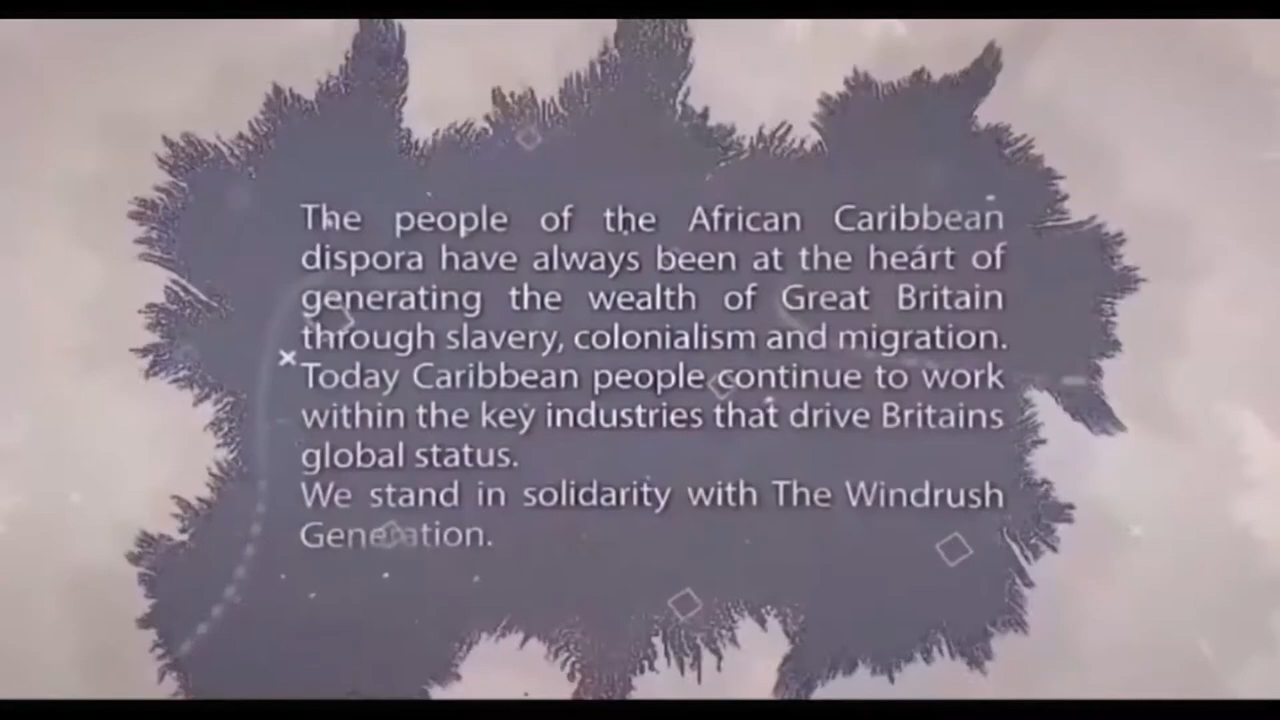 The people of the African Caribbean
dispora have always been at the heart of
generating the wealth of Great Britain
through slavery, colonialism and migration.
Today Caribbean people continue to work
within the key industries that drive Britains
global status.
We stand in solidarity with The Windrush
Generation.